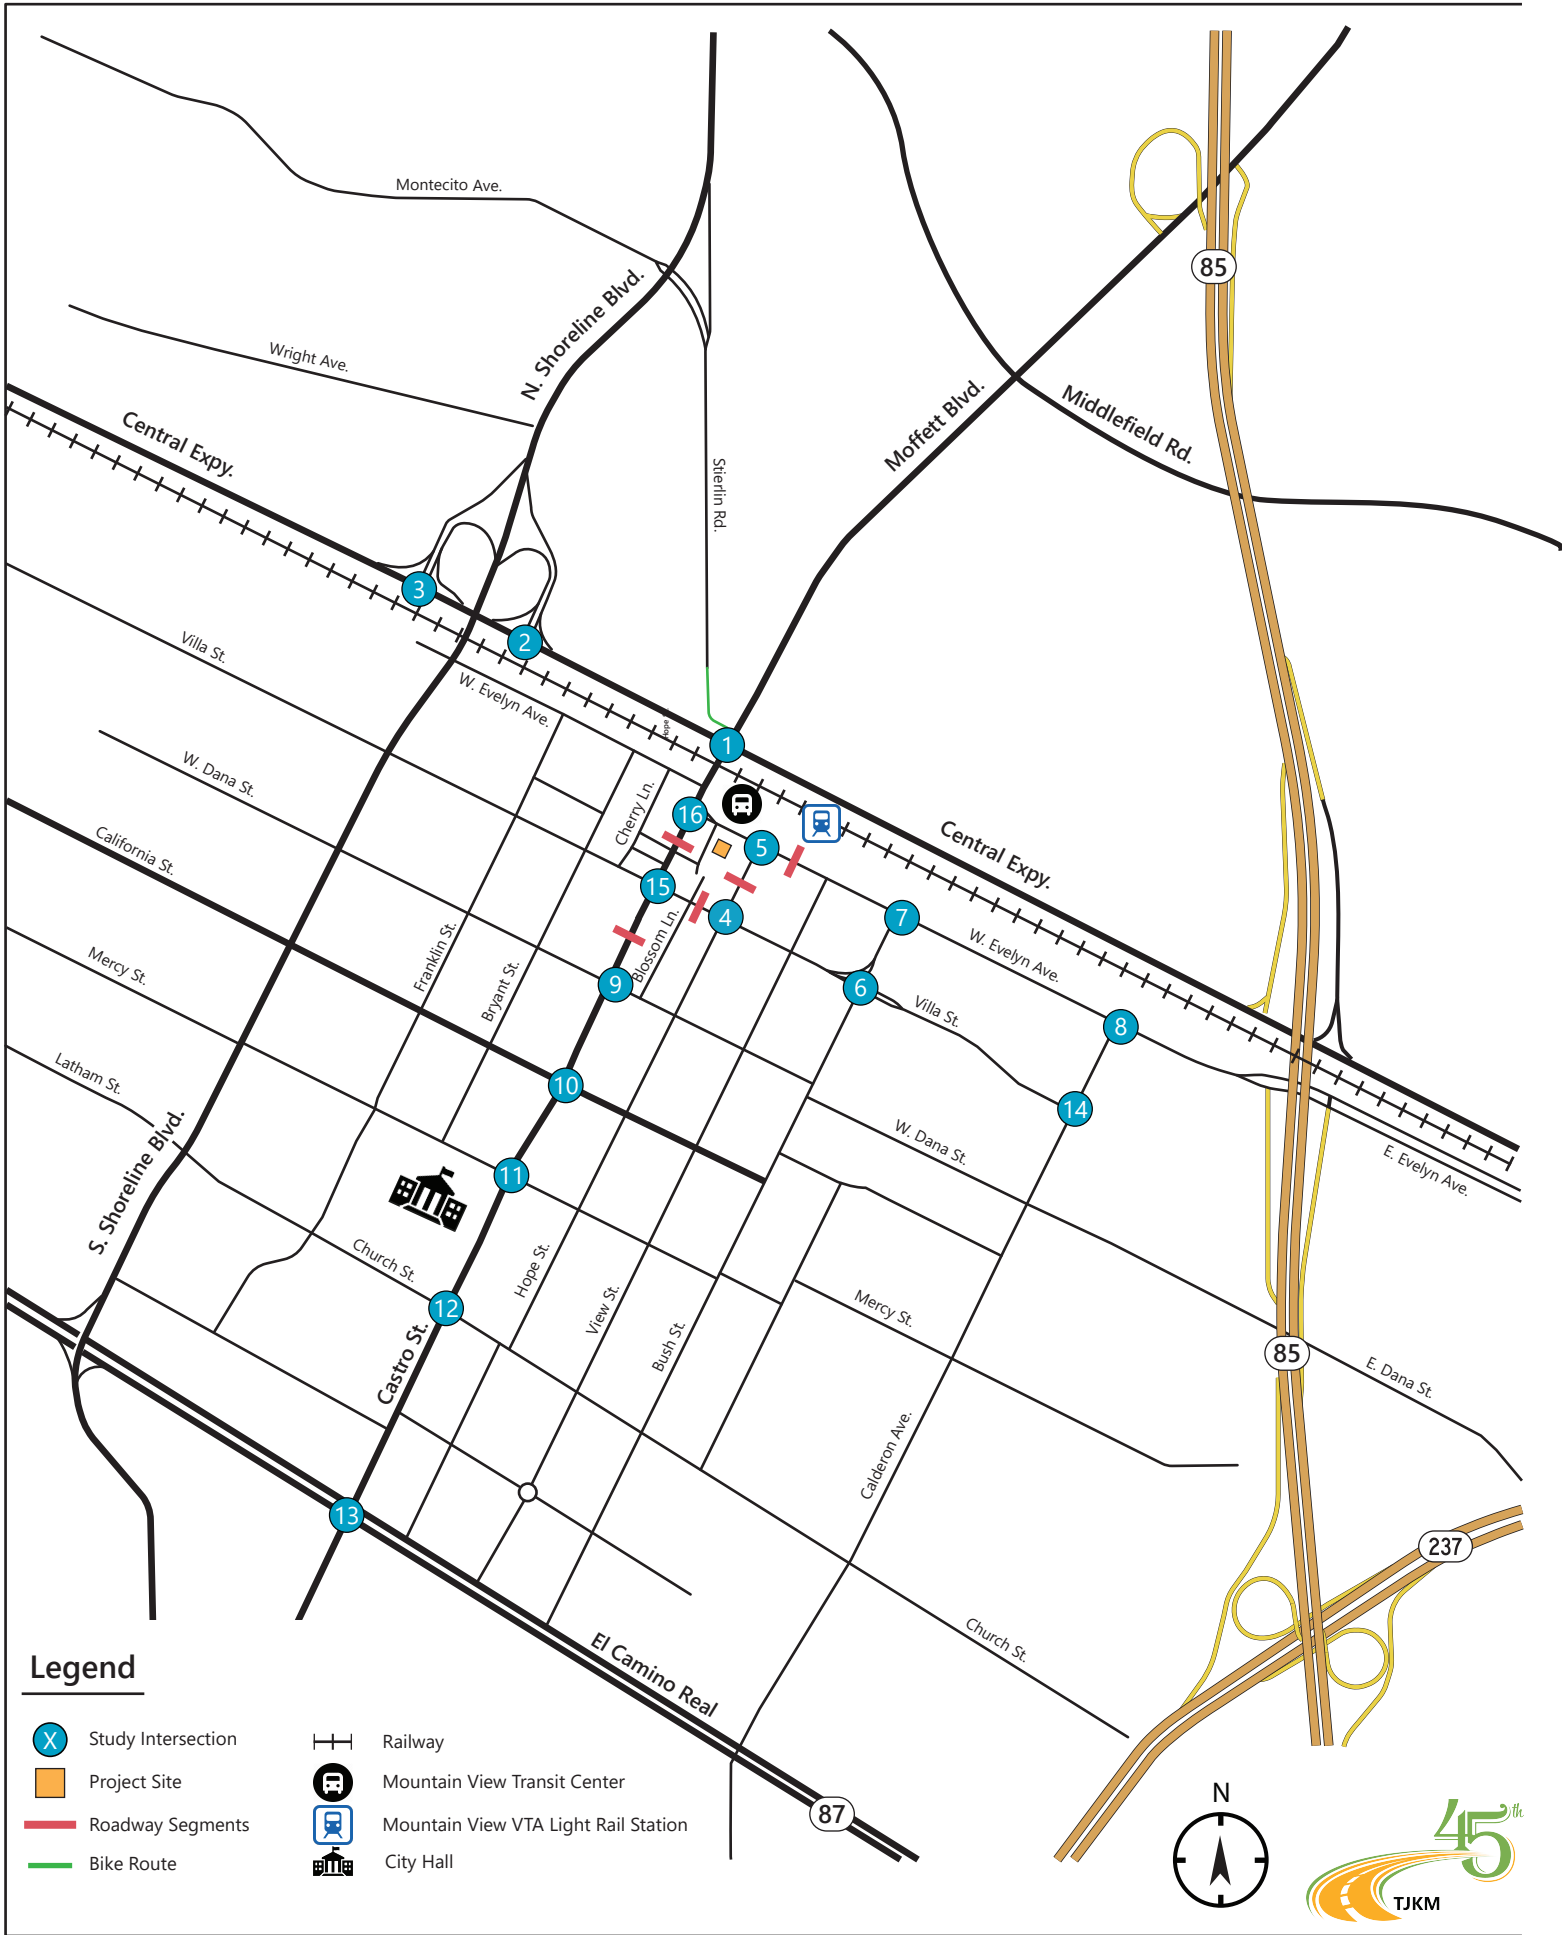 Montecito Ave.
85
N. Shoreline Blvd.
Wright Ave.
Moffett Blvd.
Middlefield Rd.
Central Expy.
Stierlin Rd.
3
2
Villa St.
W. Evelyn Ave.
Hope
1
W. Dana St.
Cherry Ln.
16
California St.
5
Central Expy.
15
4
7
Blossom Ln.
W. Evelyn Ave.
Franklin St.
Mercy St.
Bryant St.
9
6
Villa St.
8
Latham St.
10
14
W. Dana St.
S. Shoreline Blvd.
11
E. Evelyn Ave.
Church St.
Hope St.
12
View St.
Mercy St.
Bush St.
85
E. Dana St.
Castro St.
Calderon Ave.
13
237
El Camino Real
Church St.
87
Legend
X
Study Intersection
Project Site
Roadway Segments
Bike Route
Railway
Mountain View Transit Center
Mountain View VTA Light Rail Station
City Hall
N
45th
TJKM